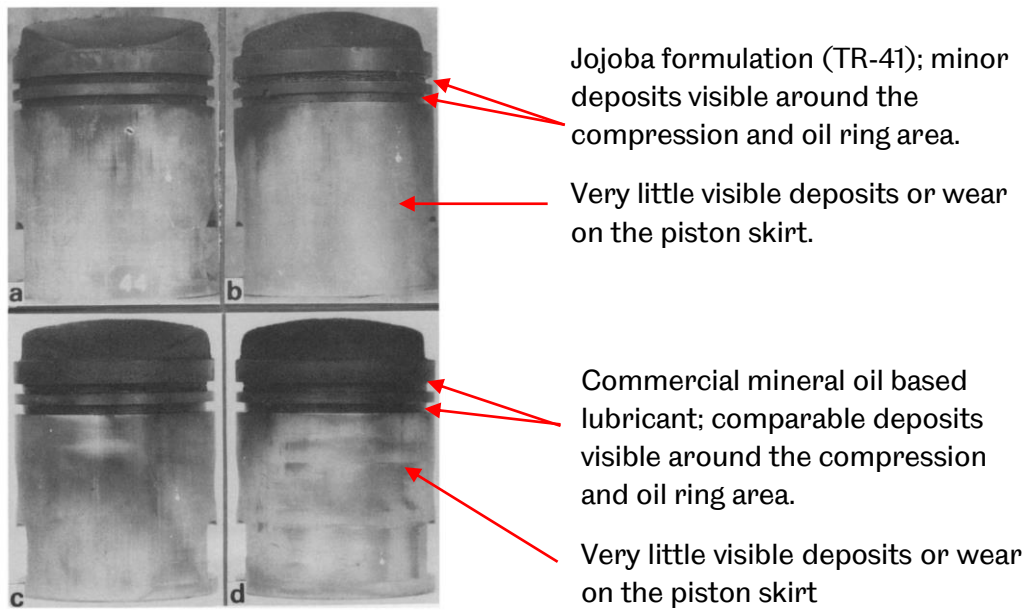 Jojoba formulation (TR-41); minor
deposits visible around the
compression and oil ring area.
Very little visible deposits or wear
on the piston skirt.
44
a
b
Commercial mineral oil based
lubricant; comparable deposits
visible around the compression
and oil ring area.
Very little visible deposits or wear
on the piston skirt
c
d